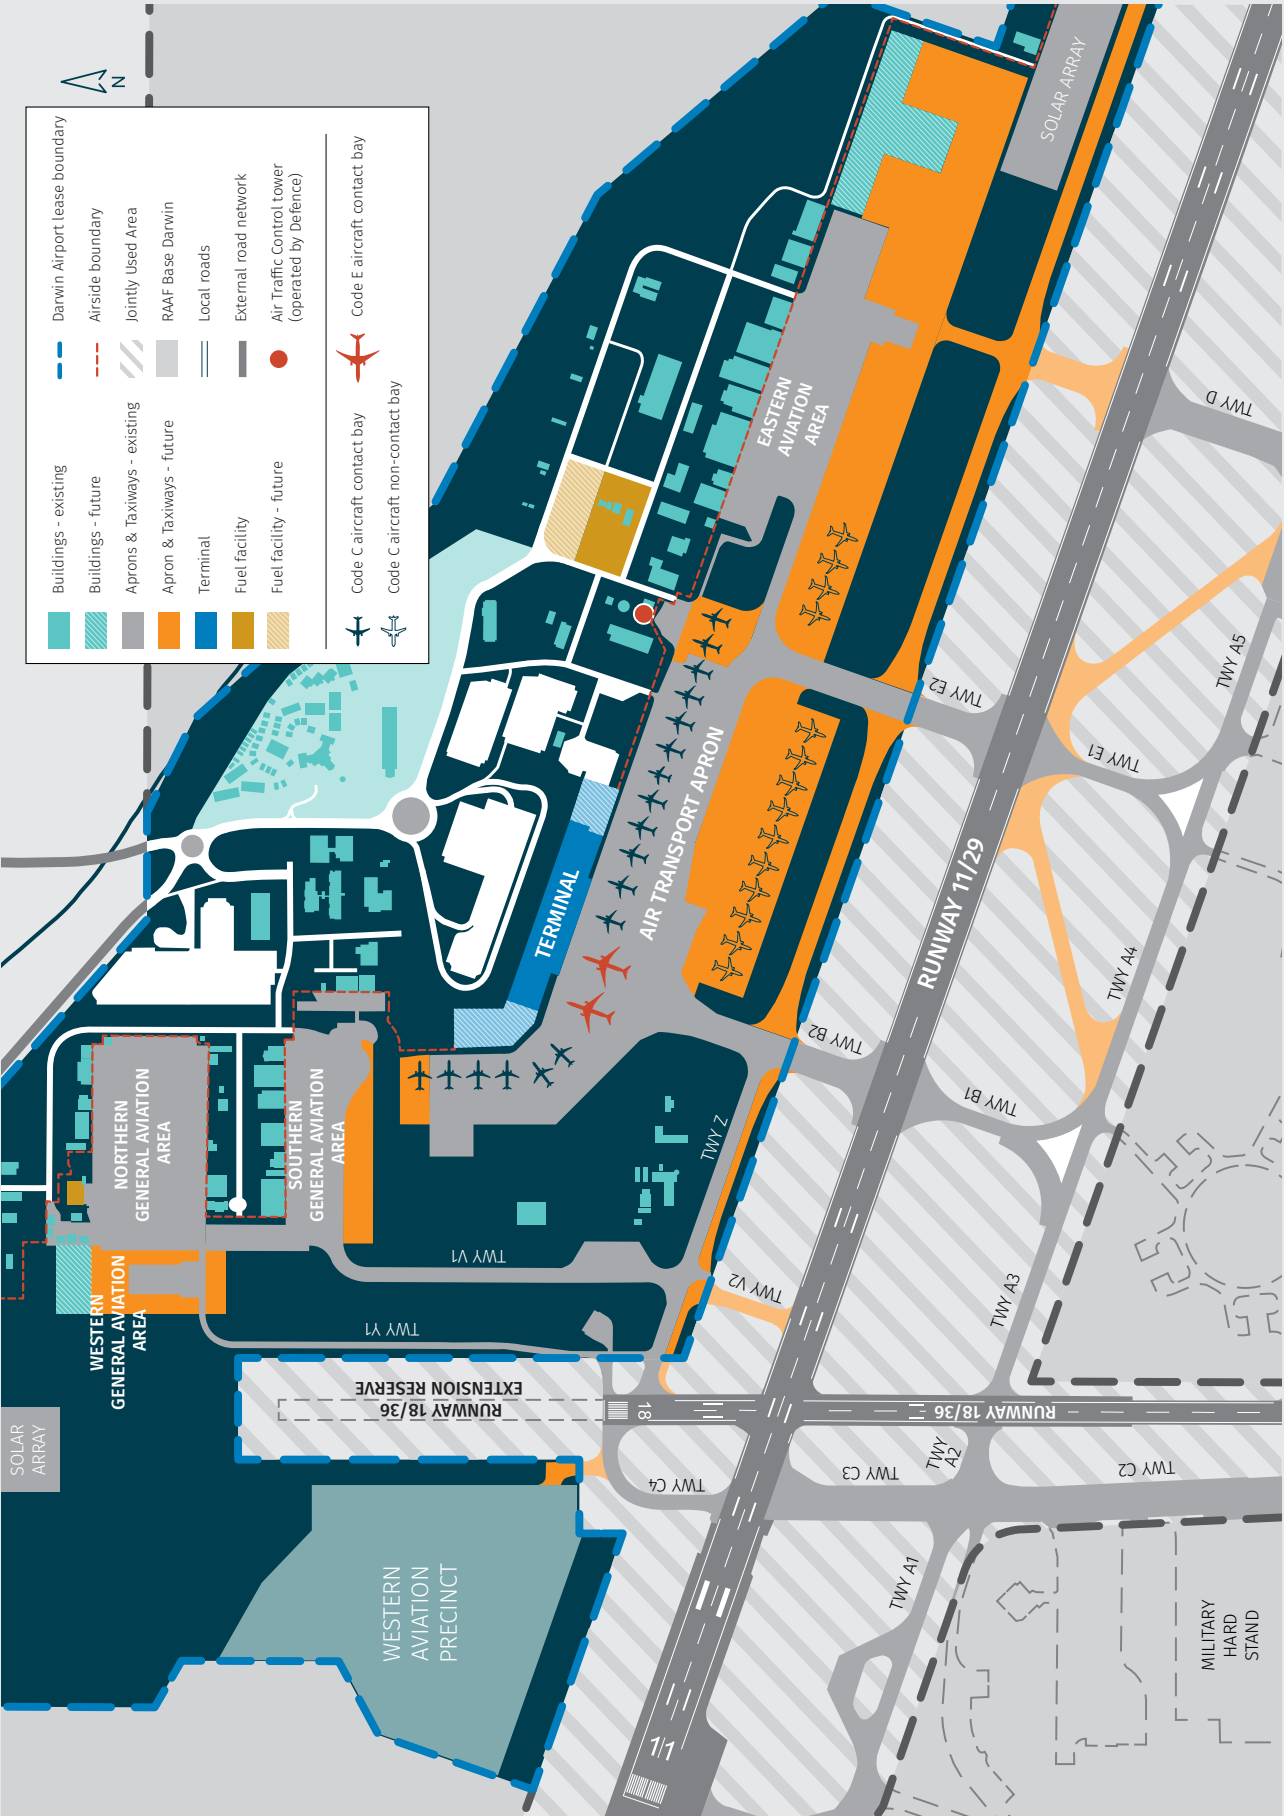 N
Buildings - existing
Buildings - future
Aprons & Taxiways - existing
Apron & Taxiways - future
Terminal
Fuel facility
Fuel facility - future
Darwin Airport lease boundary
Airside boundary
Jointly Used Area
RAAF Base Darwin
Local roads
External road network
Air Traffic Control tower
(operated by Defence)
Code C aircraft contact bay
Code C aircraft non-contact bay
Code E aircraft contact bay
SOLAR ARRAY
EASTERN
AVIATION
AREA
TWY D
TWY E2
TWY E1
TWY A5
AIR TRANSPORT APRON
TERMINAL
RUNWAY 11/29
TWY A4
TWY B2
TWY B1
TWY Z
NORTHERN
GENERAL AVIATION
AREA
SOUTHERN
GENERAL AVIATION
AREA
WESTERN
GENERAL AVIATION
AREA
TWY V1
TWY V2
TWY Y1
TWY A3
RUNWAY 18/36
EXTENSION RESERVE
18
RUNWAY 18/36
SOLAR
ARRAY
TWY C4
TWY C3
TWY
A2
TWY C2
TWY A1
WESTERN
AVIATION
PRECINCT
MILITARY
HARD
STAND
11